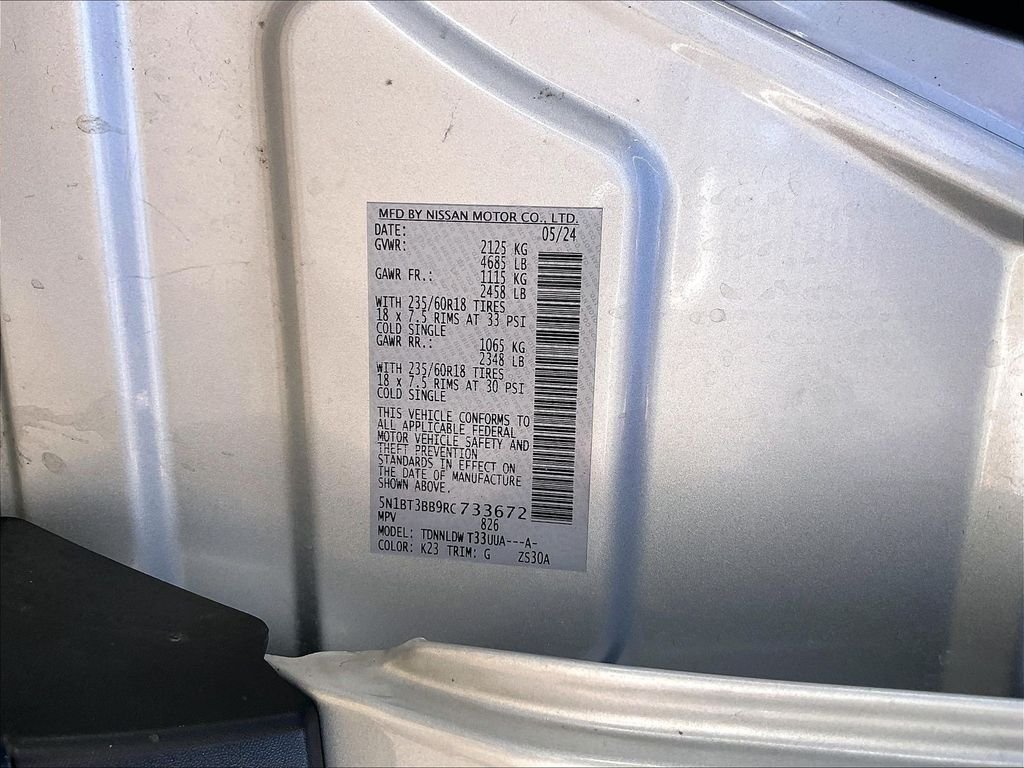 MFD BY NISSAN MOTOR CO., LTD.
DATE: 05/24
GVWR: 2125 KG
4685 LB
GAWR FR.: 1115 KG
2458 LB
WITH 235/60R18 TIRES
18 x 7.5 RIMS AT 33 PSI
COLD SINGLE
GAWR RR.: 1065 KG
2348 LB
WITH 235/60R18 TIRES
18 x 7.5 RIMS AT 30 PSI
COLD SINGLE
THIS VEHICLE CONFORMS TO
ALL APPLICABLE FEDERAL
MOTOR VEHICLE SAFETY AND
THEFT PREVENTION
STANDARDS IN EFFECT ON
THE DATE OF MANUFACTURE
SHOWN ABOVE.
5N1BT3BB9RC733672
MPV 826
MODEL: TDNNLDWT33UUA---A-
COLOR: K23 TRIM: G ZS30A